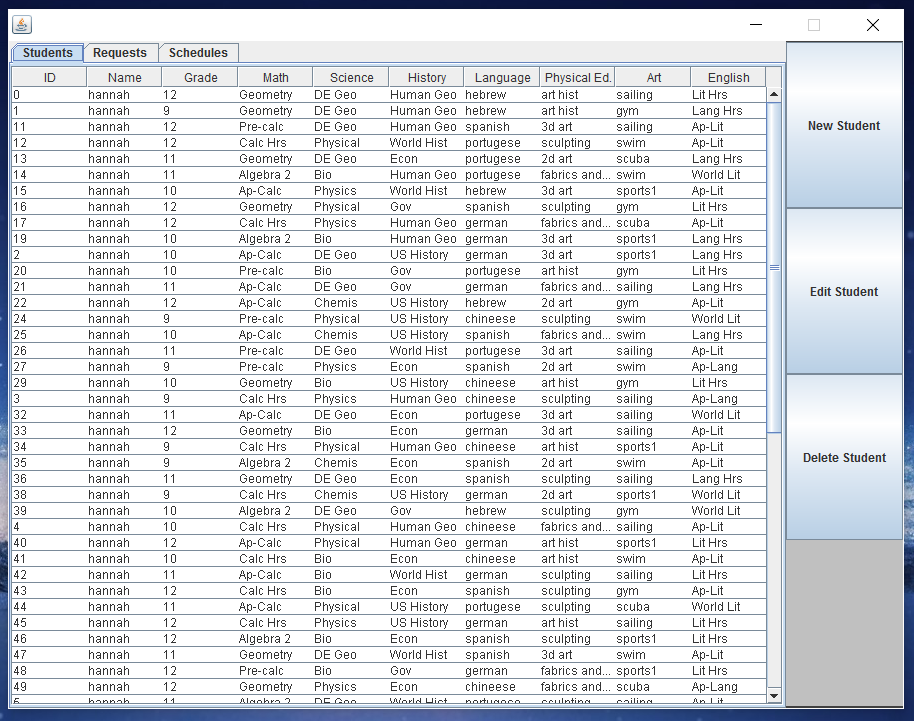 Students Requests Schedules
ID Name Grade Math Science History Language Physical Ed. Art English
0 hannah 12 Geometry DE Geo Human Geo hebrew art hist sailing Lit Hrs
1 hannah 9 Geometry DE Geo Human Geo hebrew art hist gym Lang Hrs
11 hannah 12 Pre-calc DE Geo Human Geo spanish 3d art sailing Ap-Lit
12 hannah 12 Calc Hrs Physical World Hist portugese sculpting swim Ap-Lit
13 hannah 11 Geometry DE Geo Econ portugese 2d art scuba Lang Hrs
14 hannah 11 Algebra 2 Bio Human Geo portugese fabrics and... swim World Lit
15 hannah 10 Ap-Calc Physics World Hist hebrew 3d art sports1 Ap-Lit
16 hannah 12 Geometry Physical Gov spanish sculpting gym Lit Hrs
17 hannah 12 Calc Hrs Physics Human Geo german fabrics and... scuba Ap-Lit
19 hannah 10 Algebra 2 Bio Human Geo german 3d art sports1 Lang Hrs
2 hannah 10 Ap-Calc DE Geo US History german 3d art sports1 Lang Hrs
20 hannah 10 Pre-calc Bio Gov portugese art hist gym Lit Hrs
21 hannah 11 Ap-Calc DE Geo Gov german fabrics and... sailing Lang Hrs
22 hannah 12 Ap-Calc Chemis US History hebrew 2d art gym Ap-Lit
24 hannah 9 Pre-calc Physical US History chineese sculpting swim World Lit
25 hannah 10 Ap-Calc Chemis US History spanish fabrics and... swim Lang Hrs
26 hannah 11 Pre-calc DE Geo World Hist portugese 3d art sailing Ap-Lit
27 hannah 9 Pre-calc Physics Econ spanish 2d art swim Ap-Lang
29 hannah 10 Geometry Bio US History chineese art hist gym Lit Hrs
3 hannah 9 Calc Hrs Physics Human Geo chineese sculpting sailing Ap-Lang
32 hannah 11 Ap-Calc DE Geo Econ portugese 3d art sailing World Lit
33 hannah 12 Geometry Bio Econ german 3d art sailing Ap-Lit
34 hannah 9 Calc Hrs Physical Human Geo chineese art hist sports1 Ap-Lit
35 hannah 9 Algebra 2 Chemis Econ spanish 2d art swim Ap-Lit
36 hannah 11 Geometry DE Geo Econ spanish sculpting sailing Lang Hrs
38 hannah 9 Calc Hrs Chemis US History german 2d art sports1 World Lit
39 hannah 10 Algebra 2 DE Geo Gov hebrew sculpting gym World Lit
4 hannah 10 Calc Hrs Physical Human Geo chineese fabrics and... sailing Ap-Lit
40 hannah 12 Ap-Calc Physical Human Geo german art hist sports1 Lit Hrs
41 hannah 10 Calc Hrs Bio Econ chineese art hist swim Ap-Lit
42 hannah 11 Ap-Calc Bio World Hist german sculpting sailing Lit Hrs
43 hannah 12 Calc Hrs Bio Econ spanish sculpting gym Ap-Lit
44 hannah 11 Ap-Calc Physical US History portugese sculpting scuba World Lit
45 hannah 12 Calc Hrs Physics US History german art hist sailing Lit Hrs
46 hannah 12 Algebra 2 Bio Econ spanish sculpting sports1 Lit Hrs
47 hannah 11 Geometry DE Geo World Hist spanish 3d art swim Ap-Lit
48 hannah 12 Pre-calc Bio Gov german fabrics and... sports1 Lit Hrs
49 hannah 12 Geometry Physics Econ chineese fabrics and... scuba Ap-Lang
5 hannah 11 Algebra 2 DE Geo World Hist portugese sculpting sailing World Lit
New Student
Edit Student
Delete Student